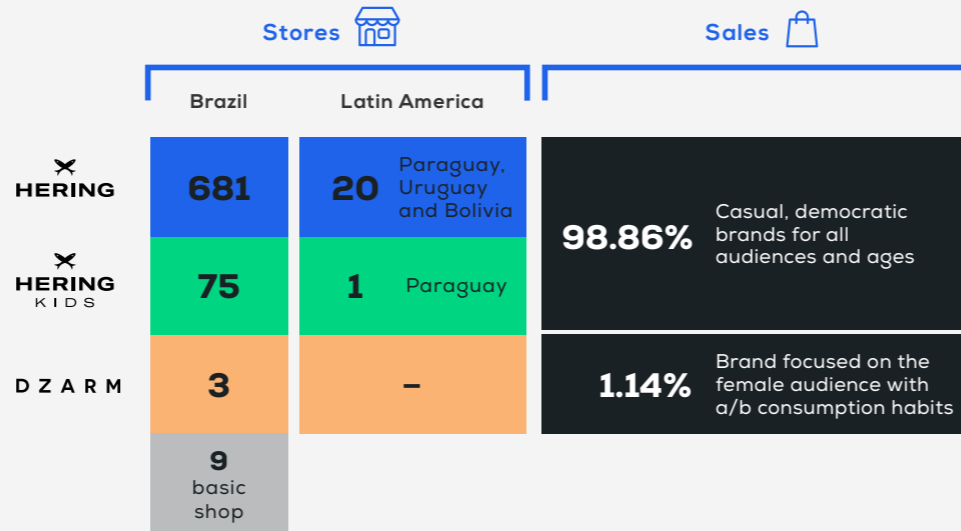 Stores
Sales
Brazil
Latin America
HERING
681
20
Paraguay,
Uruguay
and Bolivia
98.86%
Casual, democratic
brands for all
audiences and ages
HERING
KIDS
75
1
Paraguay
DZARM
3
–
1.14%
Brand focused on the
female audience with
a/b consumption habits
9
basic
shop